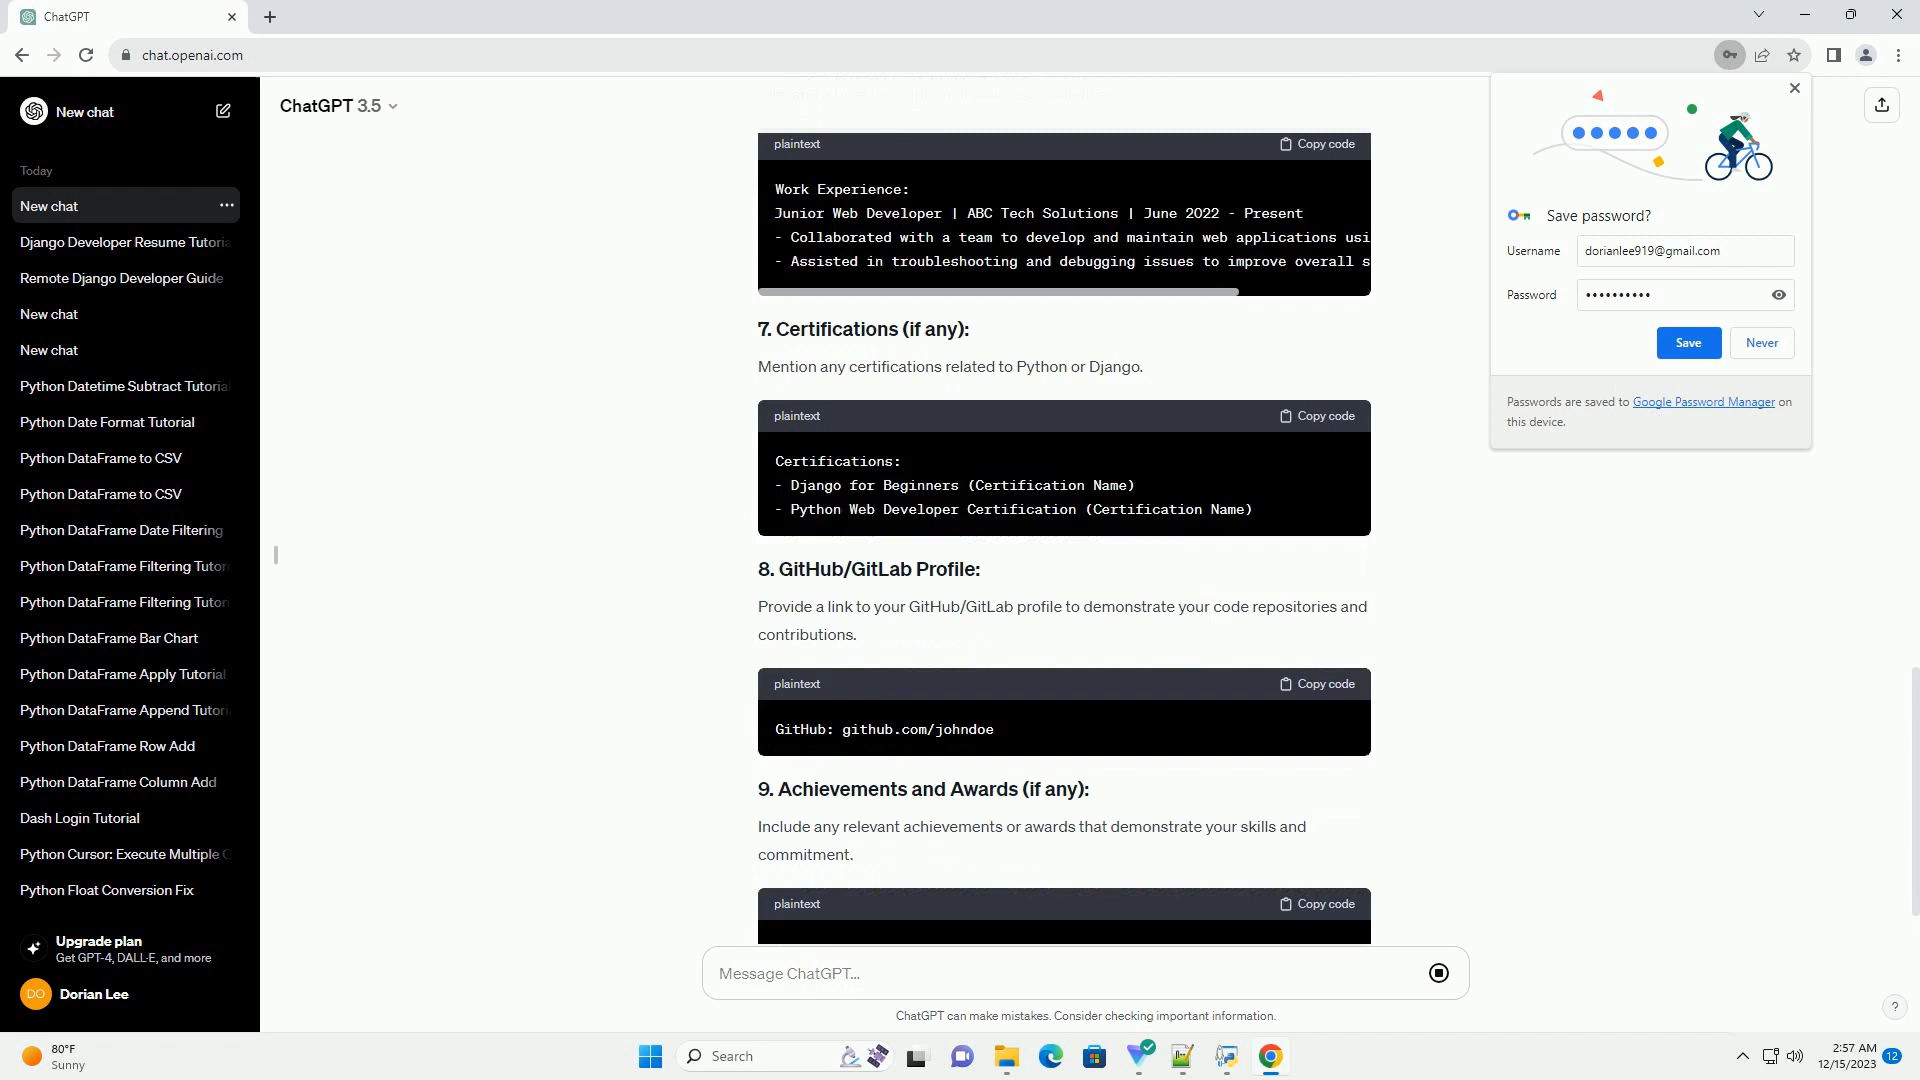 ChatGPT
chat.openai.com
New chat
Today
New chat
Django Developer Resume Tutoria
Remote Django Developer Guide
New chat
New chat
Python Datetime Subtract Tutorial
Python Date Format Tutorial
Python DataFrame to CSV
Python DataFrame to CSV
Python DataFrame Date Filtering
Python DataFrame Filtering Tutori
Python DataFrame Filtering Tutori
Python DataFrame Bar Chart
Python DataFrame Apply Tutorial
Python DataFrame Append Tutori
Python DataFrame Row Add
Python DataFrame Column Add
Dash Login Tutorial
Python Cursor: Execute Multiple
Python Float Conversion Fix
Upgrade plan
Get GPT-4, DALL·E, and more
DO
Dorian Lee
ChatGPT 3.5
plaintext
Copy code
Work Experience:
Junior Web Developer | ABC Tech Solutions | June 2022 - Present
- Collaborated with a team to develop and maintain web applications usi
- Assisted in troubleshooting and debugging issues to improve overall s
7. Certifications (if any):
Mention any certifications related to Python or Django.
plaintext
Copy code
Certifications:
- Django for Beginners (Certification Name)
- Python Web Developer Certification (Certification Name)
8. GitHub/GitLab Profile:
Provide a link to your GitHub/GitLab profile to demonstrate your code repositories and
contributions.
plaintext
Copy code
GitHub: github.com/johndoe
9. Achievements and Awards (if any):
Include any relevant achievements or awards that demonstrate your skills and
commitment.
plaintext
Copy code
Message ChatGPT...
ChatGPT can make mistakes. Consider checking important information.
?
Save password?
Username
dorianlee919@gmail.com
Password
••••••••••
Save
Never
Passwords are saved to Google Password Manager on
this device.
80°F
Sunny
Search
2:57 AM
12/15/2023
12